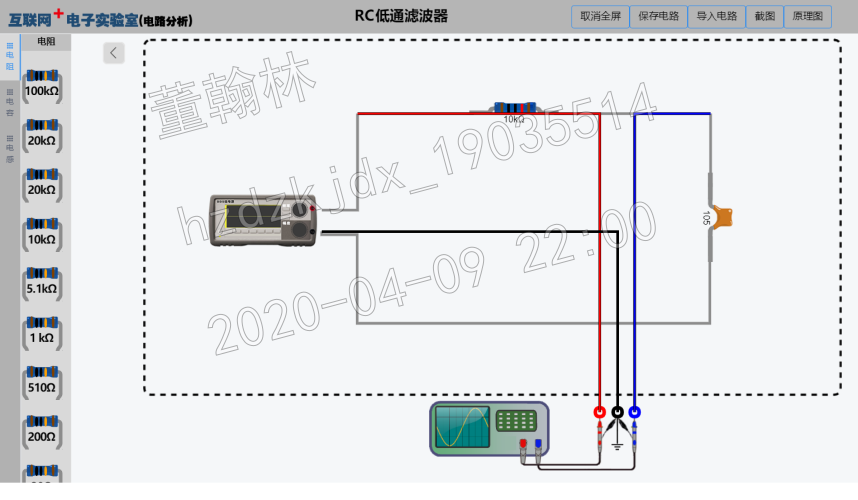 互联网+电子实验室(电路分析)
RC低通滤波器
取消全屏 保存电路 导入电路 截图 原理图
电阻
电容
电感
电阻
100kΩ
20kΩ
20kΩ
10kΩ
5.1kΩ
1 kΩ
510Ω
200Ω
10kΩ
105
董翰林
hzdzkjdx_19035514
2020-04-09 22:00